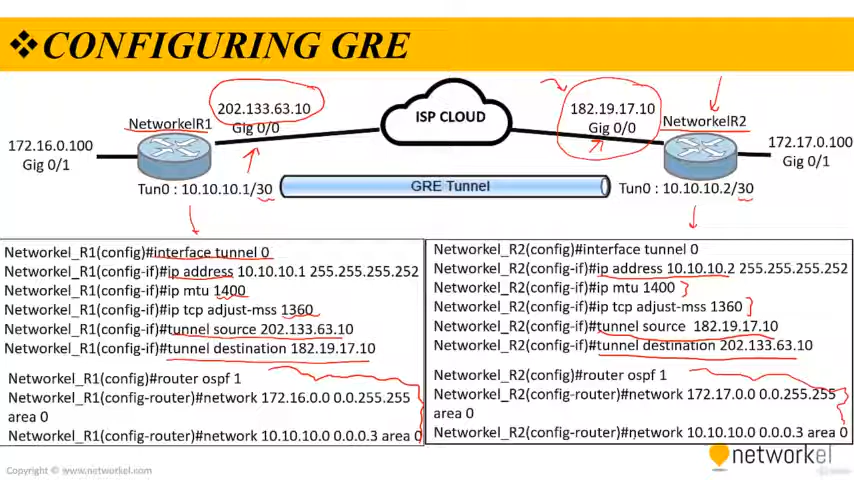 ❖CONFIGURING GRE
202.133.63.10
Gig 0/0
NetworkelR1
172.16.0.100
Gig 0/1
Tun0 : 10.10.10.1/30
ISP CLOUD
GRE Tunnel
182.19.17.10
Gig 0/0
NetworkelR2
172.17.0.100
Gig 0/1
Tun0 : 10.10.10.2/30
Networkel_R1(config)#interface tunnel 0
Networkel_R1(config-if)#ip address 10.10.10.1 255.255.255.252
Networkel_R1(config-if)#ip mtu 1400
Networkel_R1(config-if)#ip tcp adjust-mss 1360
Networkel_R1(config-if)#tunnel source 202.133.63.10
Networkel_R1(config-if)#tunnel destination 182.19.17.10
Networkel_R1(config)#router ospf 1
Networkel_R1(config-router)#network 172.16.0.0 0.0.255.255
area 0
Networkel_R1(config-router)#network 10.10.10.0 0.0.0.3 area 0
Networkel_R2(config)#interface tunnel 0
Networkel_R2(config-if)#ip address 10.10.10.2 255.255.255.252
Networkel_R2(config-if)#ip mtu 1400
Networkel_R2(config-if)#ip tcp adjust-mss 1360
Networkel_R2(config-if)#tunnel source  182.19.17.10
Networkel_R2(config-if)#tunnel destination 202.133.63.10
Networkel_R2(config)#router ospf 1
Networkel_R2(config-router)#network 172.17.0.0 0.0.255.255
area 0
Networkel_R2(config-router)#network 10.10.10.0 0.0.0.3 area 0
Copyright © www.networkel.com
networkel